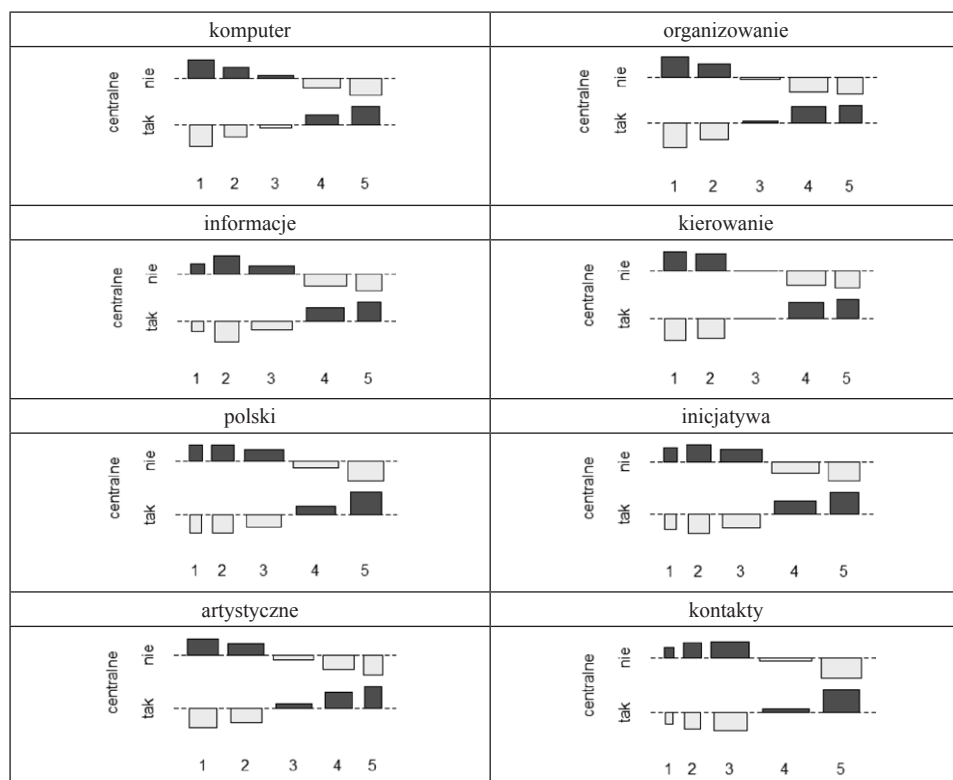 komputer
organizowanie
centralne
nie
tak
1 2 3 4 5
centralne
nie
tak
1 2 3 4 5
informacje
kierowanie
centralne
nie
tak
1 2 3 4 5
centralne
nie
tak
1 2 3 4 5
polski
inicjatywa
centralne
nie
tak
1 2 3 4 5
centralne
nie
tak
1 2 3 4 5
artystyczne
kontakty
centralne
nie
tak
1 2 3 4 5
centralne
nie
tak
1 2 3 4 5